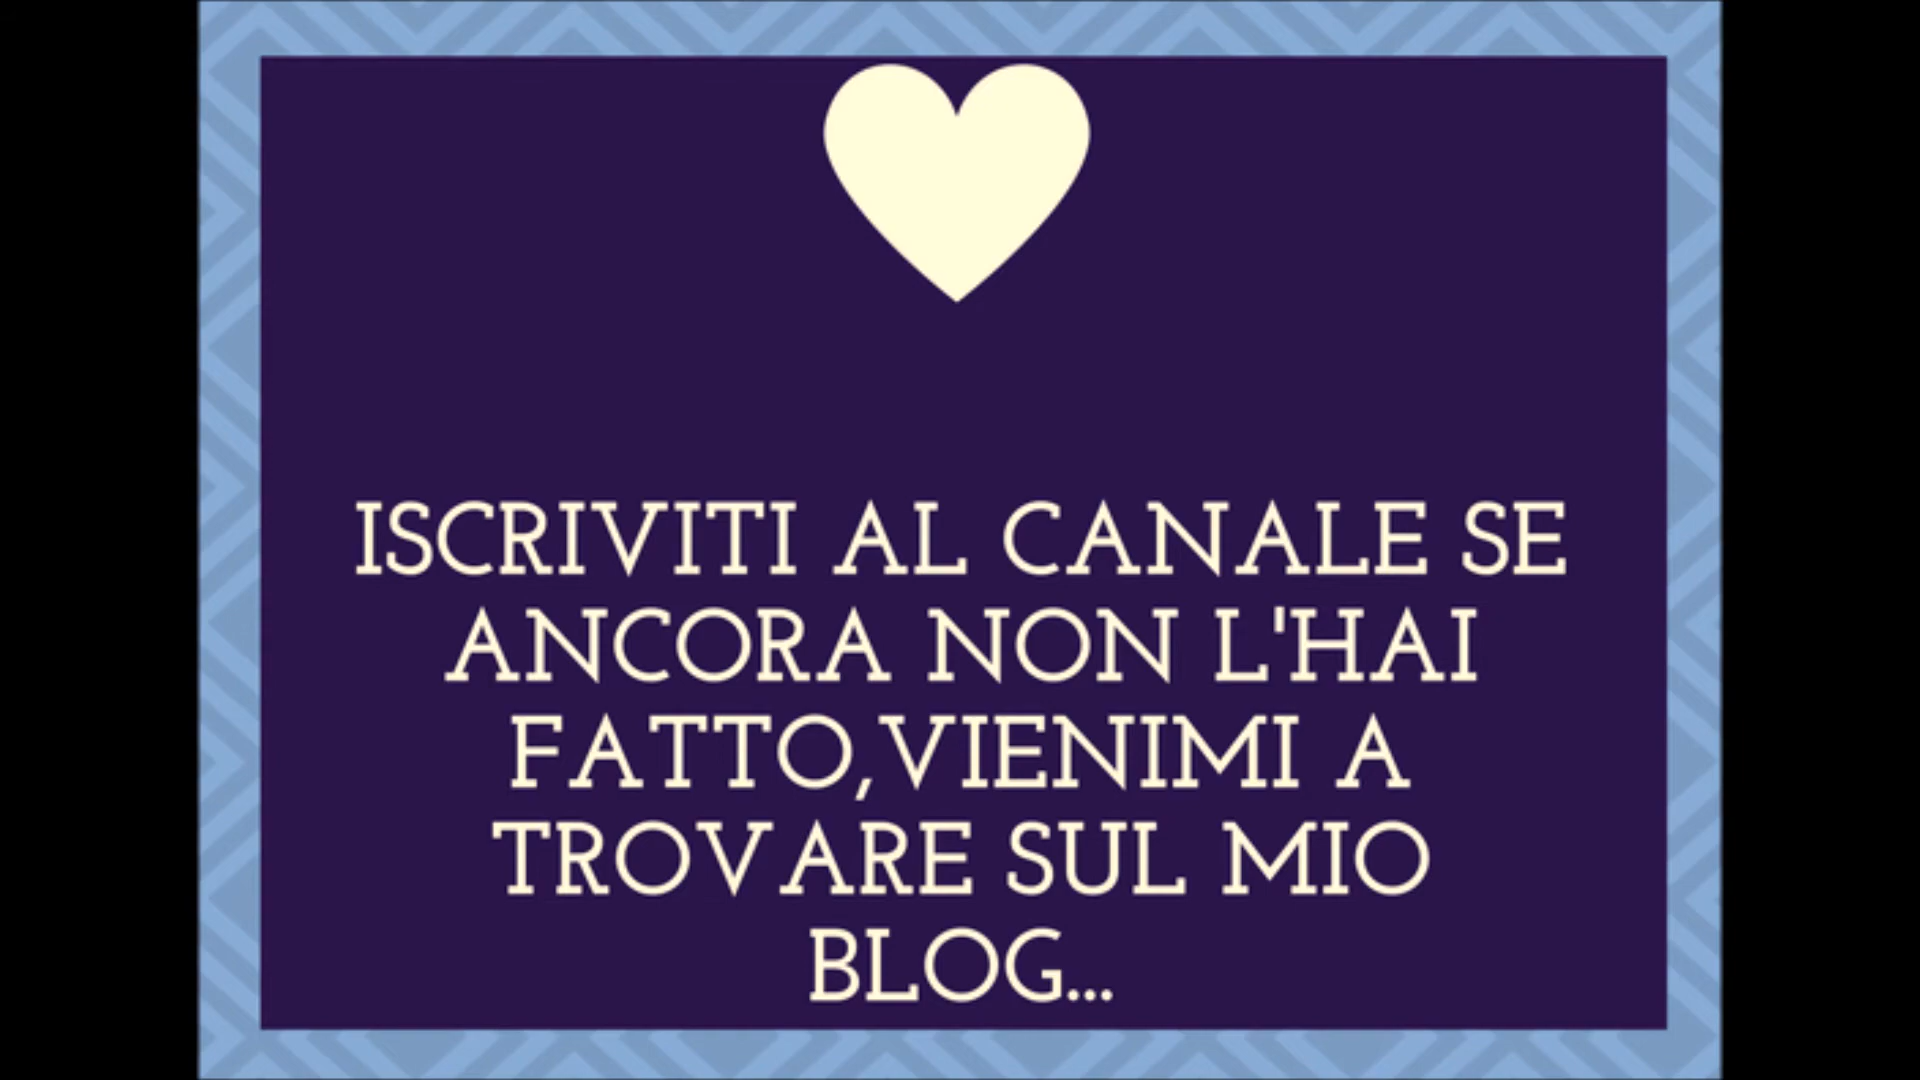 ISCRIVITI AL CANALE SE
ANCORA NON L'HAI
FATTO,VIENIMI A
TROVARE SUL MIO
BLOG...